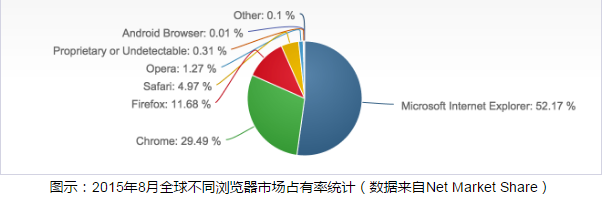 Other: 0.1 %
Android Browser: 0.01 %
Proprietary or Undetectable: 0.31 %
Opera: 1.27 %
Safari: 4.97 %
Firefox: 11.68 %
Microsoft Internet Explorer: 52.17 %
Chrome: 29.49 %
图示：2015年8月全球不同浏览器市场占有率统计（数据来自Net Market Share）